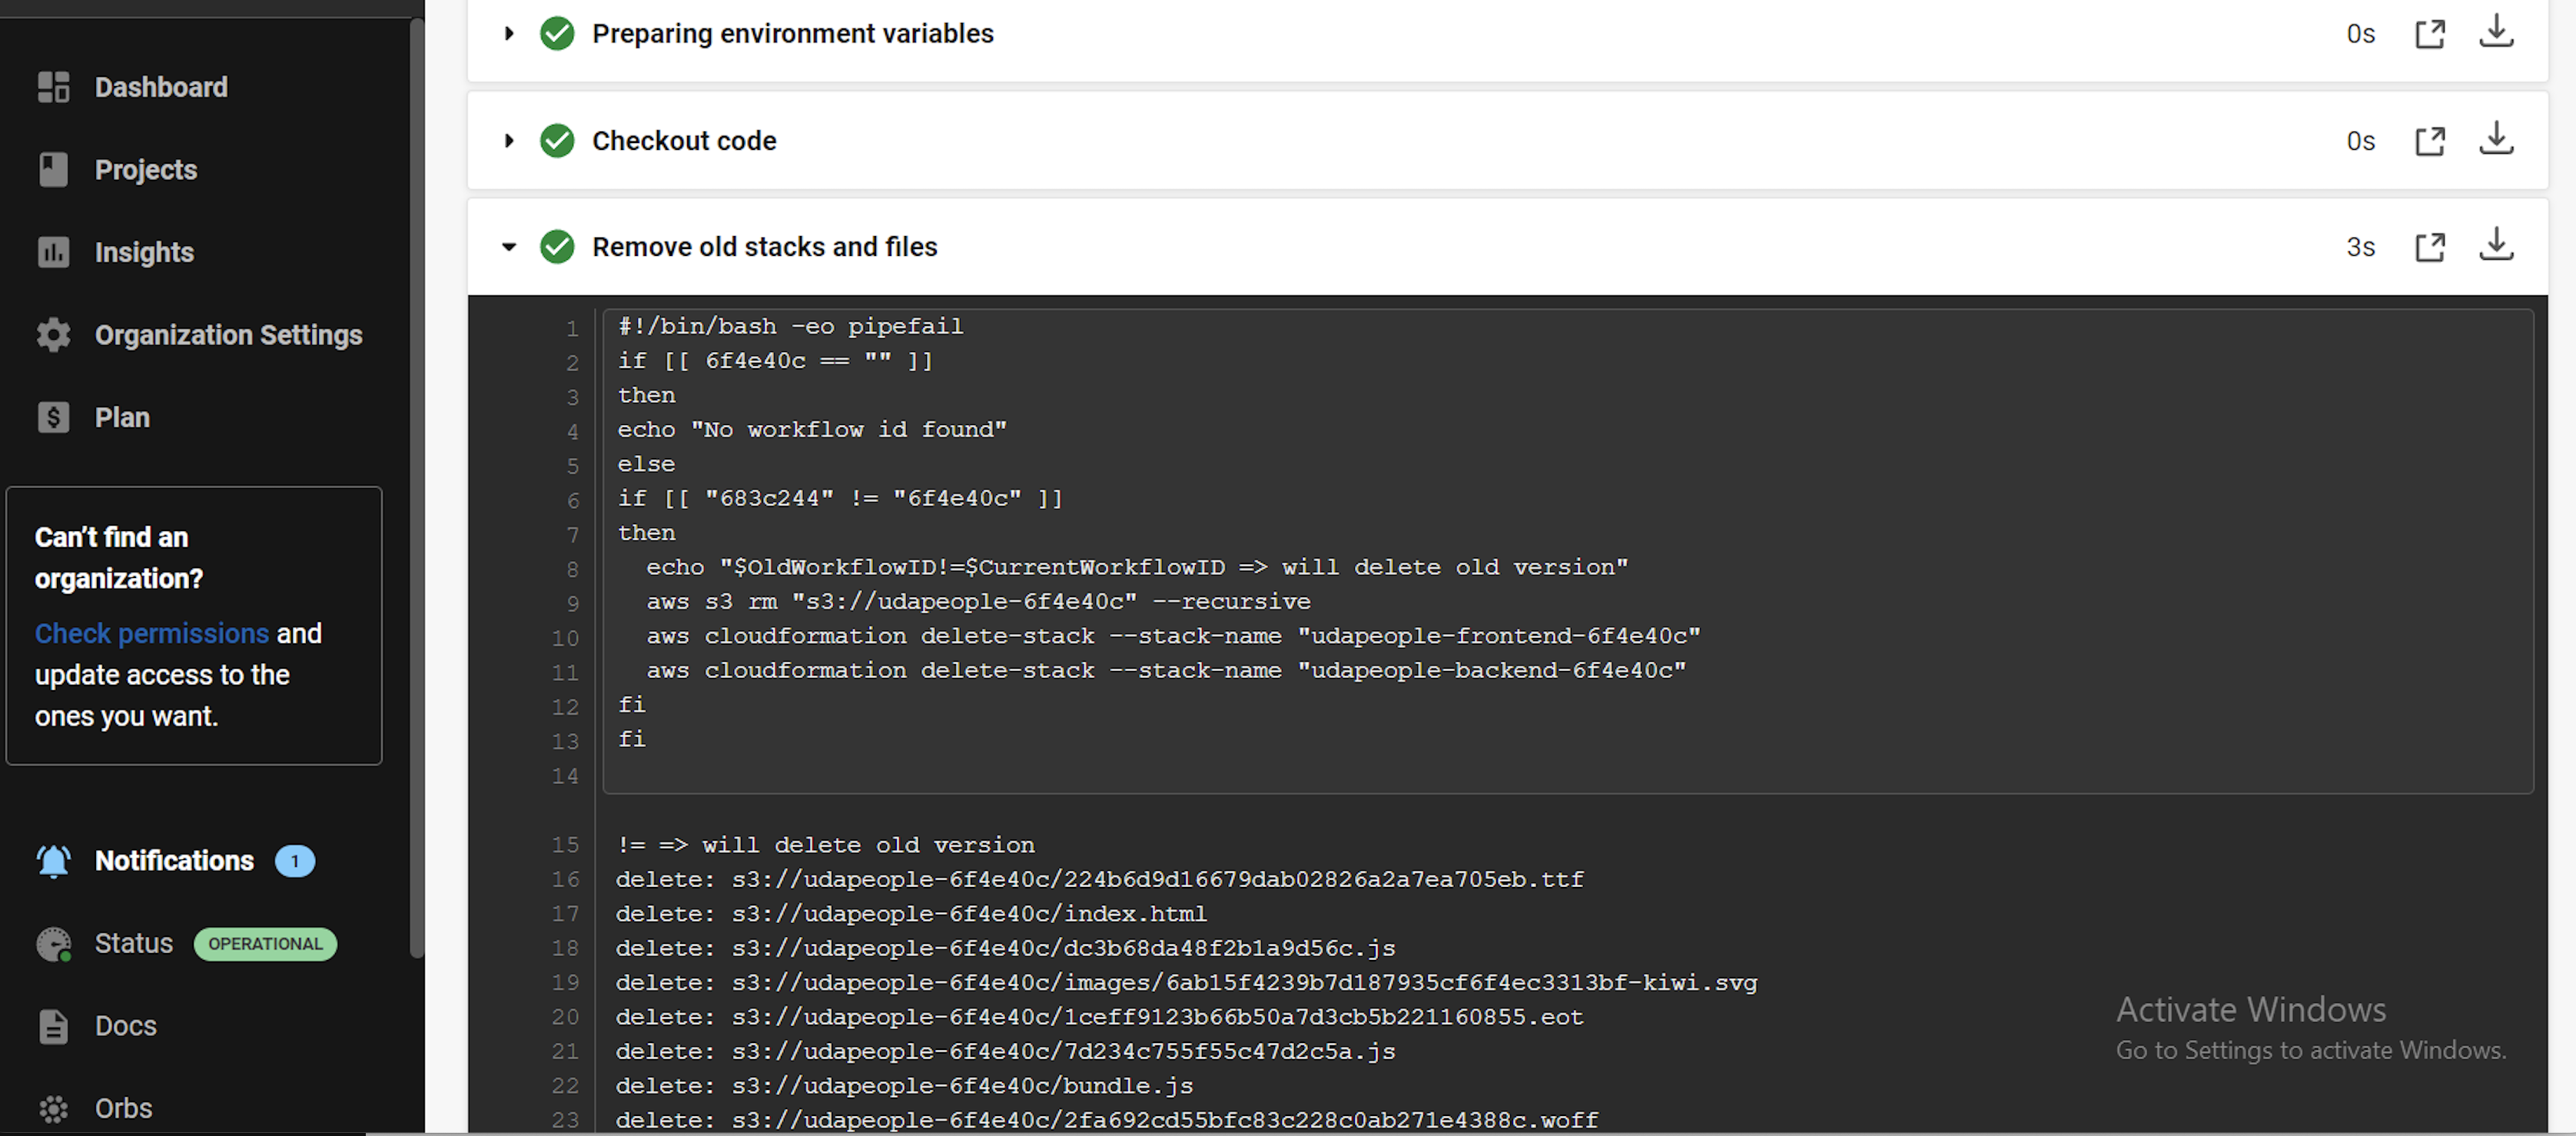 Dashboard
Projects
Insights
Organization Settings
Plan
Can't find an
organization?
Check permissions and
update access to the
ones you want.
Notifications 1
Status OPERATIONAL
Docs
Orbs
Preparing environment variables 0s
Checkout code 0s
Remove old stacks and files 3s
1 #!/bin/bash -eo pipefail
2 if [[ 6f4e40c == "" ]]
3 then
4 echo "No workflow id found"
5 else
6 if [[ "683c244" != "6f4e40c" ]]
7 then
8 echo "$OldWorkflowID!=$CurrentWorkflowID => will delete old version"
9 aws s3 rm "s3://udapeople-6f4e40c" --recursive
10 aws cloudformation delete-stack --stack-name "udapeople-frontend-6f4e40c"
11 aws cloudformation delete-stack --stack-name "udapeople-backend-6f4e40c"
12 fi
13 fi
14
15 != => will delete old version
16 delete: s3://udapeople-6f4e40c/224b6d9d16679dab02826a2a7ea705eb.ttf
17 delete: s3://udapeople-6f4e40c/index.html
18 delete: s3://udapeople-6f4e40c/dc3b68da48f2b1a9d56c.js
19 delete: s3://udapeople-6f4e40c/images/6ab15f4239b7d187935cf6f4ec3313bf-kiwi.svg
20 delete: s3://udapeople-6f4e40c/1ceff9123b66b50a7d3cb5b221160855.eot
21 delete: s3://udapeople-6f4e40c/7d234c755f55c47d2c5a.js
22 delete: s3://udapeople-6f4e40c/bundle.js
23 delete: s3://udapeople-6f4e40c/2fa692cd55bfc83c228c0ab271e4388c.woff
Activate Windows
Go to Settings to activate Windows.